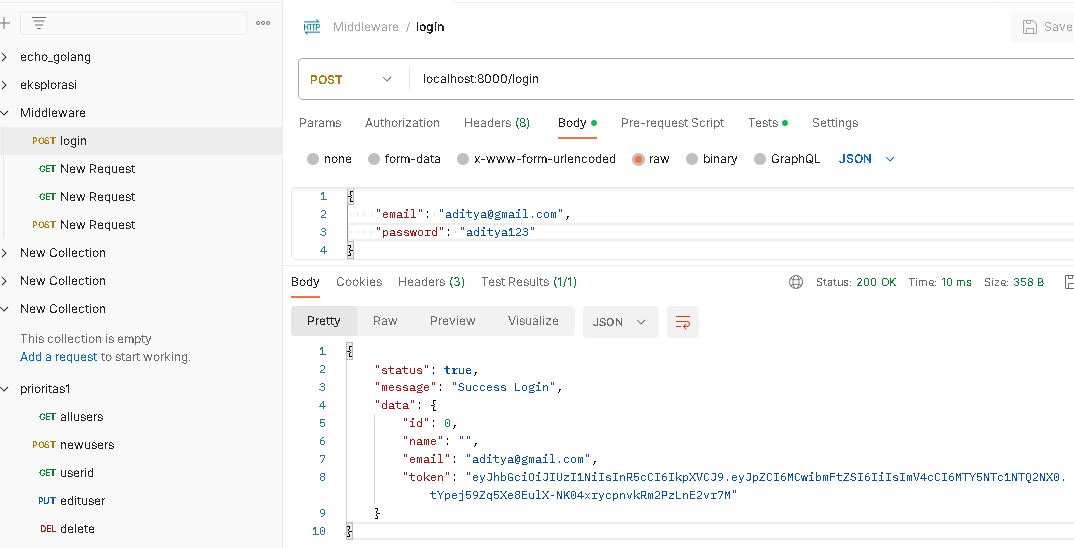 + ooo
echo_golang
eksplorasi
Middleware
POST login
GET New Request
GET New Request
POST New Request
New Collection
New Collection
New Collection
This collection is empty
Add a request to start working.
prioritas1
GET allusers
POST newusers
GET userid
PUT edituser
DEL delete
HTTP Middleware / login
Save
POST localhost:8000/login
Params Authorization Headers (8) Body Pre-request Script Tests Settings
none form-data x-www-form-urlencoded raw binary GraphQL JSON
1 {
2 "email": "aditya@gmail.com",
3 "password": "aditya123"
4 }
Body Cookies Headers (3) Test Results (1/1) Status: 200 OK Time: 10 ms Size: 358 B
Pretty Raw Preview Visualize JSON
1 {
2 "status": true,
3 "message": "Success Login",
4 "data": {
5 "id": 0,
6 "name": "",
7 "email": "aditya@gmail.com",
8 "token": "eyJhbGciOiJIUzI1NiIsInR5cCI6IkpXVCJ9.eyJpZCI6MCwibmFtZSI6IiIsImV4cCI6MTY5NTc1NTQ2NX0.
tYpej59Zq5Xe8EulX-NK04xrycpnvkRm2PzLnE2vr7M"
9 }
10 }